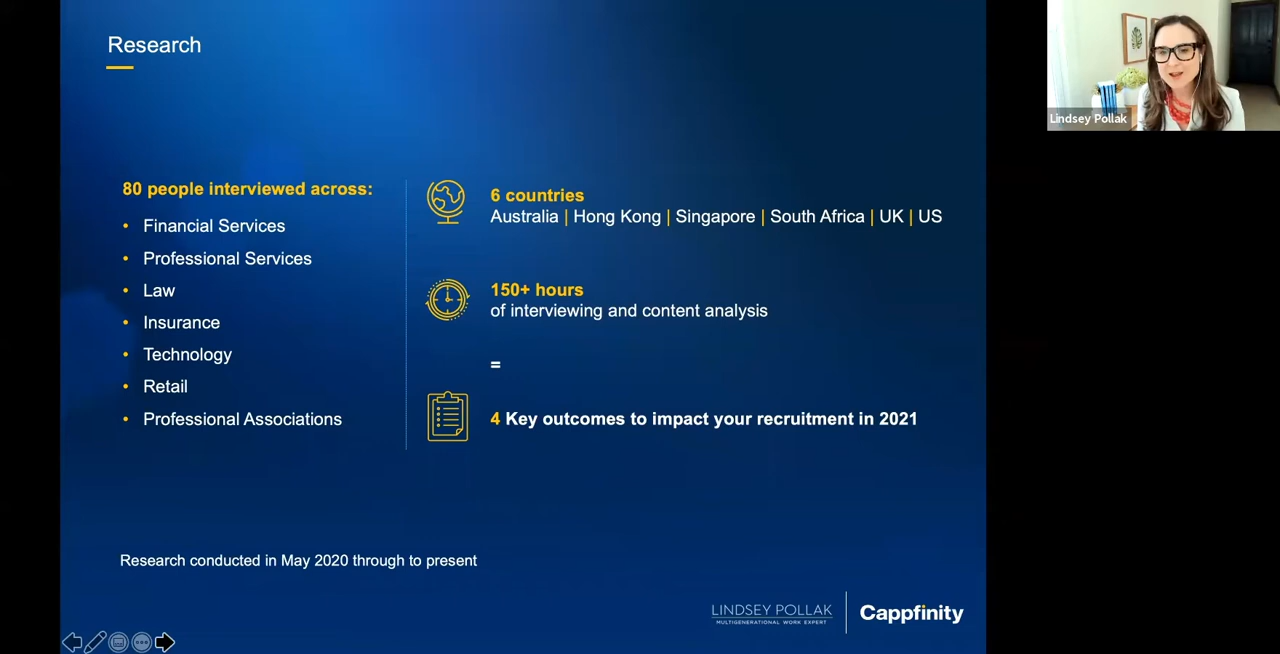 Research
80 people interviewed across:
• Financial Services
• Professional Services
• Law
• Insurance
• Technology
• Retail
• Professional Associations
6 countries
Australia | Hong Kong | Singapore | South Africa | UK | US
150+ hours
of interviewing and content analysis
=
4 Key outcomes to impact your recruitment in 2021
Research conducted in May 2020 through to present
LINDSEY POLLAK
MULTIGENERATIONAL WORK EXPERT
Cappfinity
Lindsey Pollak